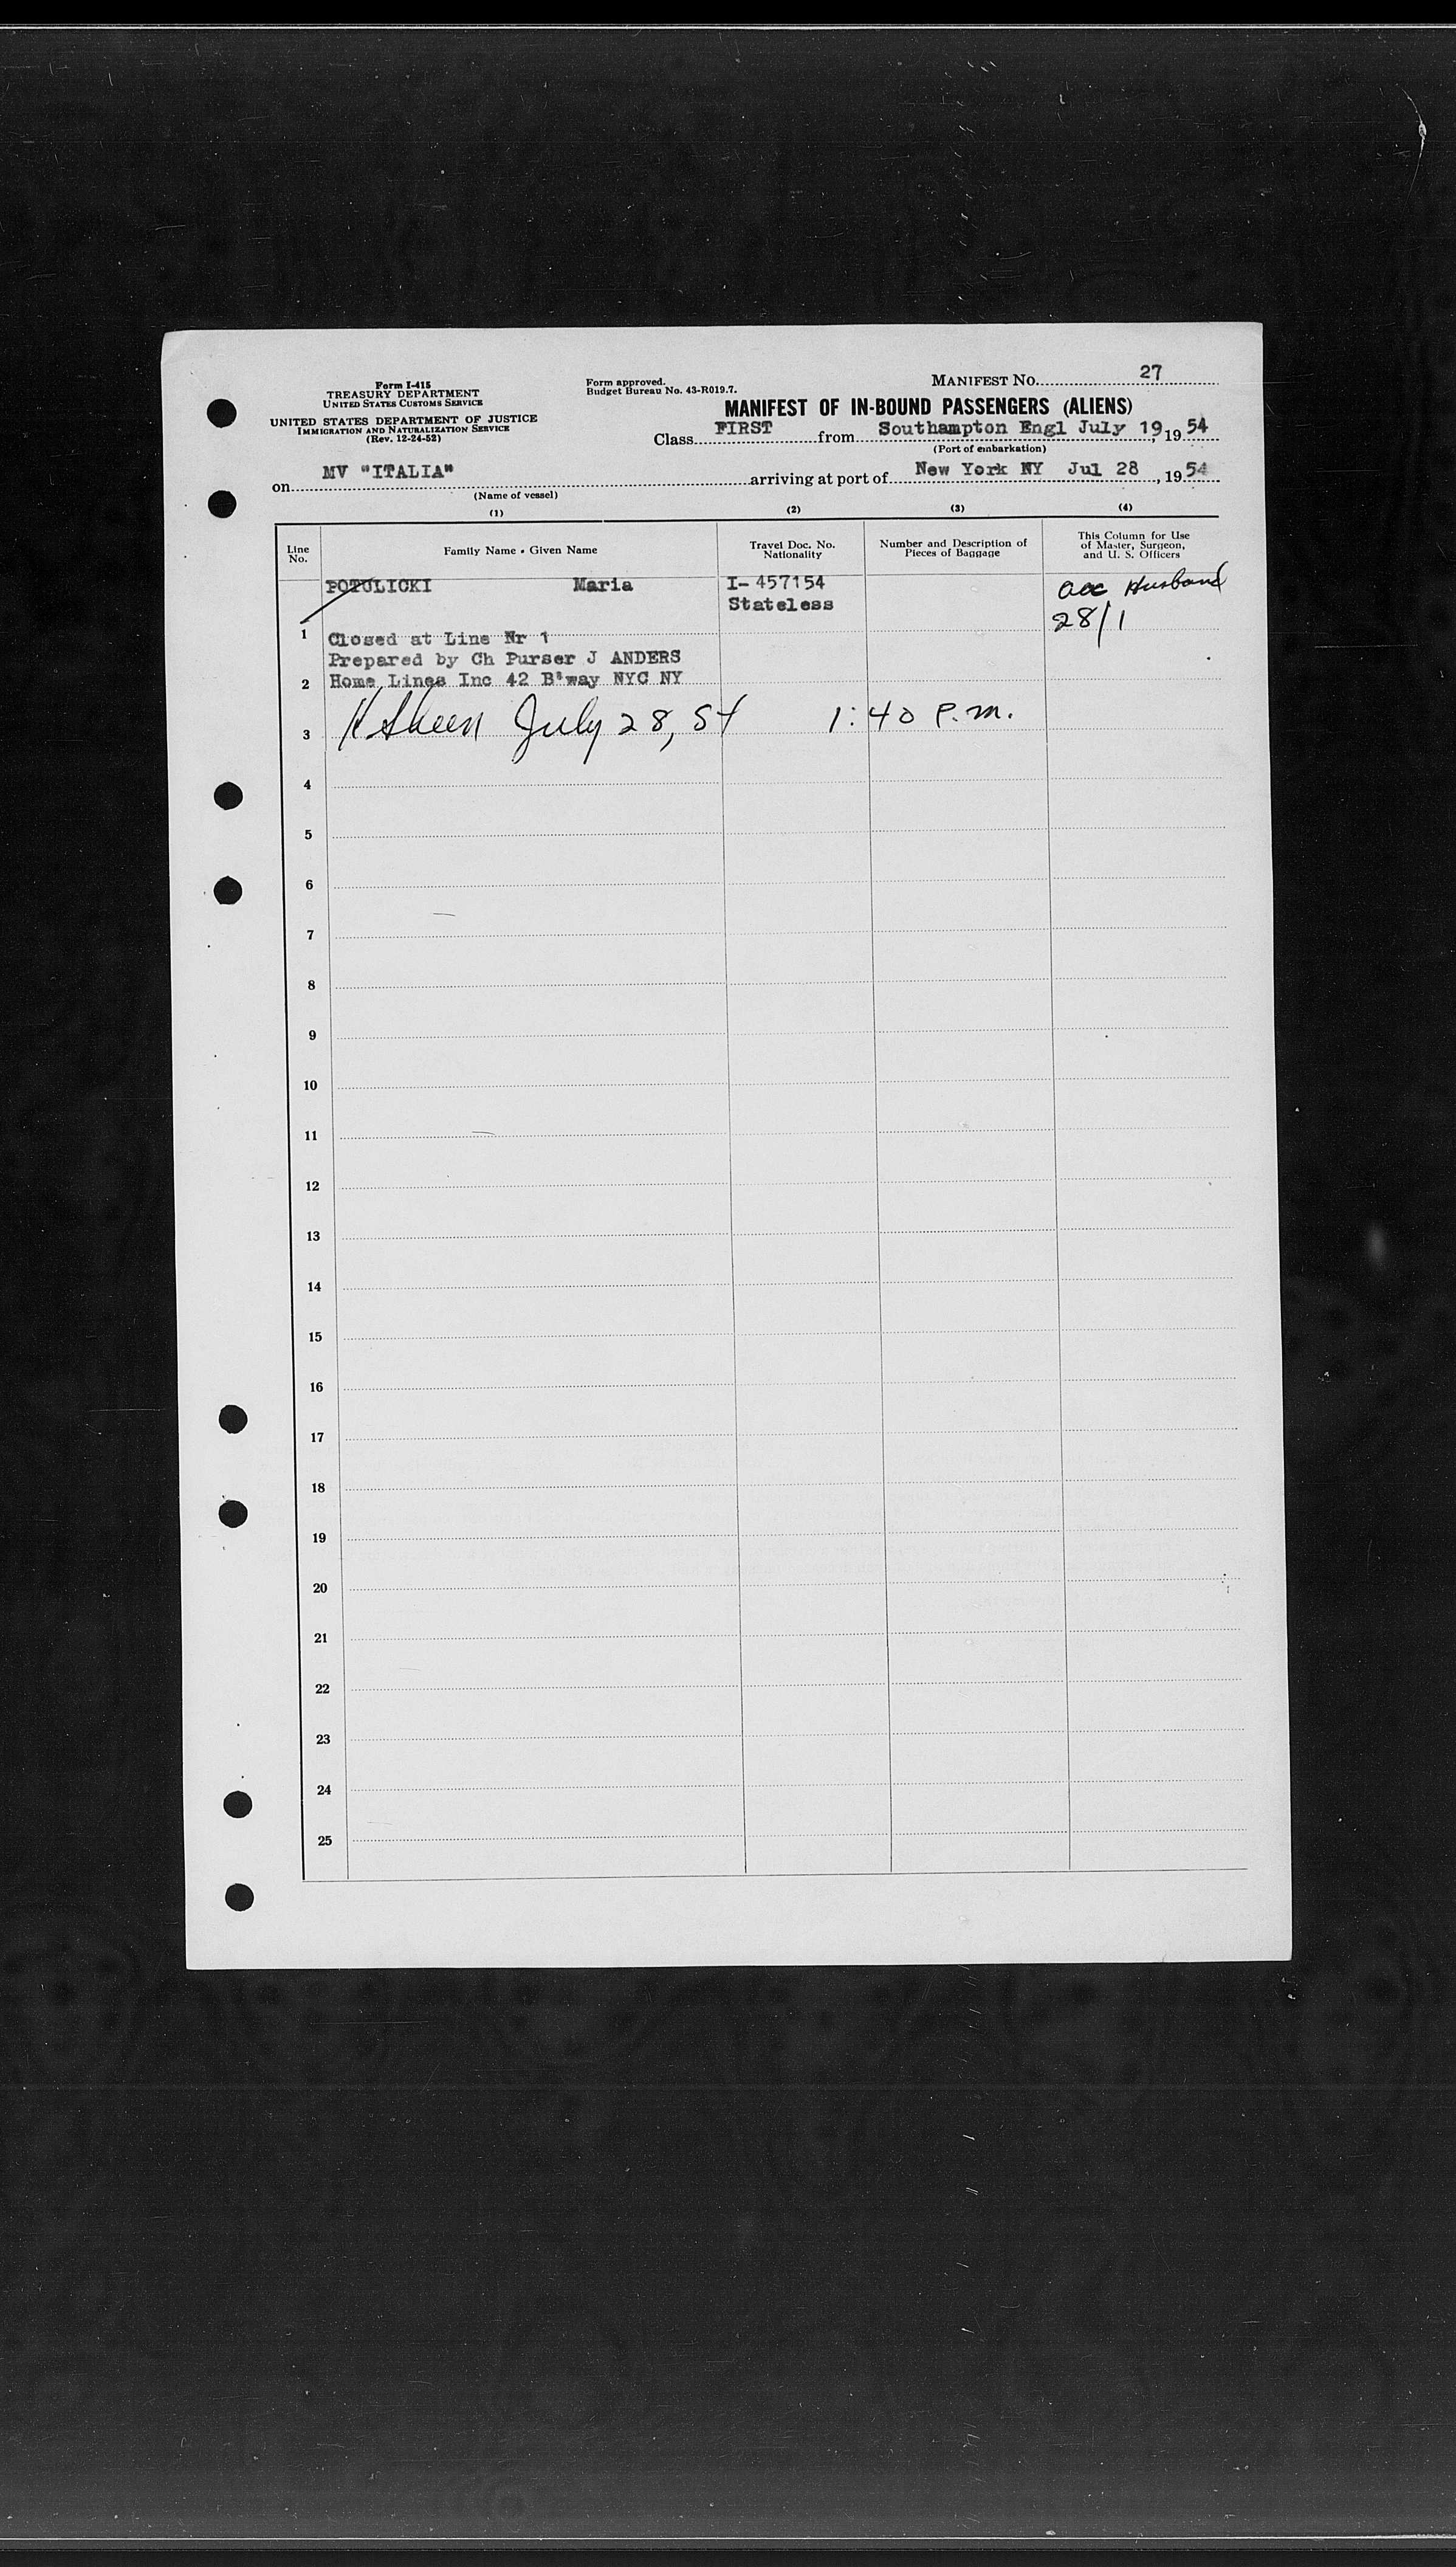 Form I-415
TREASURY DEPARTMENT
UNITED STATES CUSTOMS SERVICE
UNITED STATES DEPARTMENT OF JUSTICE
IMMIGRATION AND NATURALIZATION SERVICE
(Rev. 12-24-52)
Form approved.
Budget Bureau No. 43-R019.7.
MANIFEST No. 27
MANIFEST OF IN-BOUND PASSENGERS (ALIENS)
Class FIRST from Southampton Engl July 19, 1954
(Port of embarkation)
on MV "ITALIA" arriving at port of New York NY Jul 28, 1954
(Name of vessel)
(1) (2) (3) (4)
Line No.
Family Name - Given Name
Travel Doc. No.
Nationality
Number and Description of
Pieces of Baggage
This Column for Use
of Master, Surgeon,
and U. S. Officers
POTULICKI Maria I-457154 acc Husband
Stateless 28/1
1 Closed at Line Nr 1
Prepared by Ch Purser J ANDERS
2 Home Lines Inc 42 B'way NYC NY
3 July 28, 54 1:40 P.m.
4
5
6
7
8
9
10
11
12
13
14
15
16
17
18
19
20
21
22
23
24
25